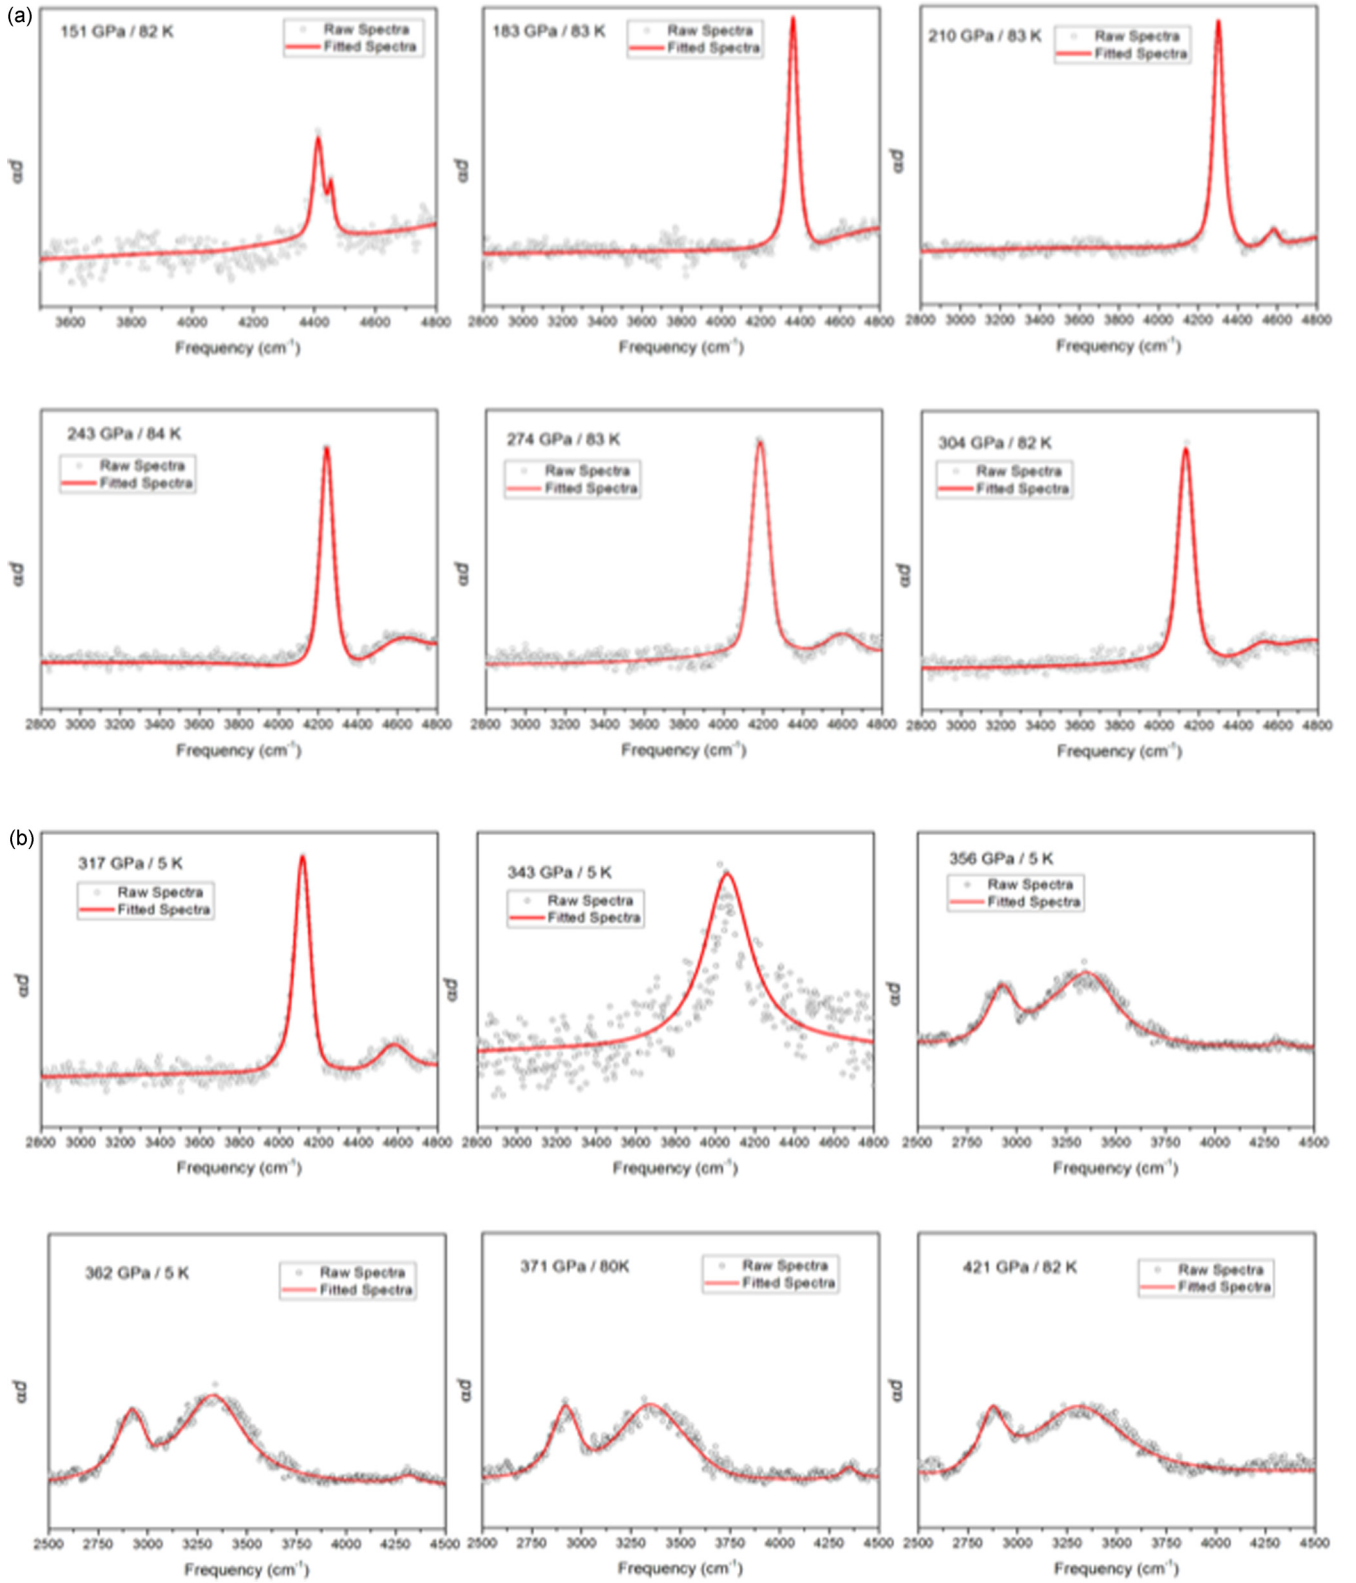 (a)
151 GPa / 82 K
Raw Spectra
Fitted Spectra
αd
3600 3800 4000 4200 4400 4600 4800
Frequency (cm-1)
183 GPa / 83 K
Raw Spectra
Fitted Spectra
αd
2800 3000 3200 3400 3600 3800 4000 4200 4400 4600 4800
Frequency (cm-1)
210 GPa / 83 K
Raw Spectra
Fitted Spectra
αd
2800 3000 3200 3400 3600 3800 4000 4200 4400 4600 4800
Frequency (cm-1)
243 GPa / 84 K
Raw Spectra
Fitted Spectra
αd
2800 3000 3200 3400 3600 3800 4000 4200 4400 4600 4800
Frequency (cm-1)
274 GPa / 83 K
Raw Spectra
Fitted Spectra
αd
2800 3000 3200 3400 3600 3800 4000 4200 4400 4600 4800
Frequency (cm-1)
304 GPa / 82 K
Raw Spectra
Fitted Spectra
αd
2800 3000 3200 3400 3600 3800 4000 4200 4400 4600 4800
Frequency (cm-1)
(b)
317 GPa / 5 K
Raw Spectra
Fitted Spectra
αd
2800 3000 3200 3400 3600 3800 4000 4200 4400 4600 4800
Frequency (cm-1)
343 GPa / 5 K
Raw Spectra
Fitted Spectra
αd
2800 3000 3200 3400 3600 3800 4000 4200 4400 4600 4800
Frequency (cm-1)
356 GPa / 5 K
Raw Spectra
Fitted Spectra
αd
2500 2750 3000 3250 3500 3750 4000 4250 4500
Frequency (cm-1)
362 GPa / 5 K
Raw Spectra
Fitted Spectra
αd
2500 2750 3000 3250 3500 3750 4000 4250 4500
Frequency (cm-1)
371 GPa / 80K
Raw Spectra
Fitted Spectra
αd
2500 2750 3000 3250 3500 3750 4000 4250 4500
Frequency (cm-1)
421 GPa / 82 K
Raw Spectra
Fitted Spectra
αd
2500 2750 3000 3250 3500 3750 4000 4250 4500
Frequency (cm-1)